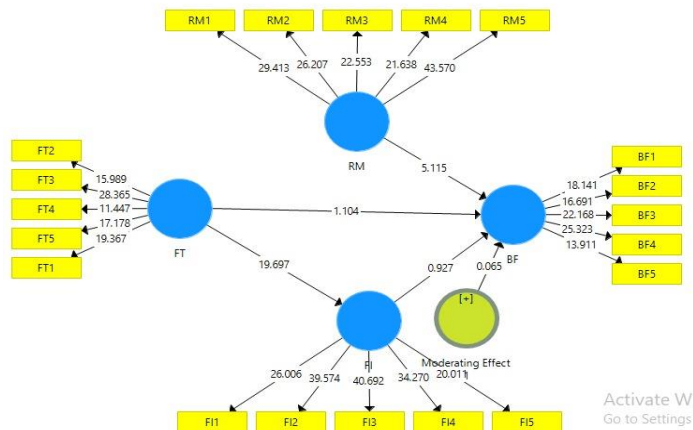 RM1 RM2 RM3 RM4 RM5
29.413 26.207 22.553 21.638 43.570
RM
5.115
FT2
FT3
FT4
FT5
FT1
15.989
28.365
11.447
17.178
19.367
FT
1.104
19.697
BF1
BF2
BF3
BF4
BF5
18.141
16.691
22.168
25.323
13.911
BF
0.927
0.065
[+]
Moderating Effect
FI
26.006 39.574 40.692 34.270 20.011
FI1 FI2 FI3 FI4 FI5
Activate W
Go to Settings